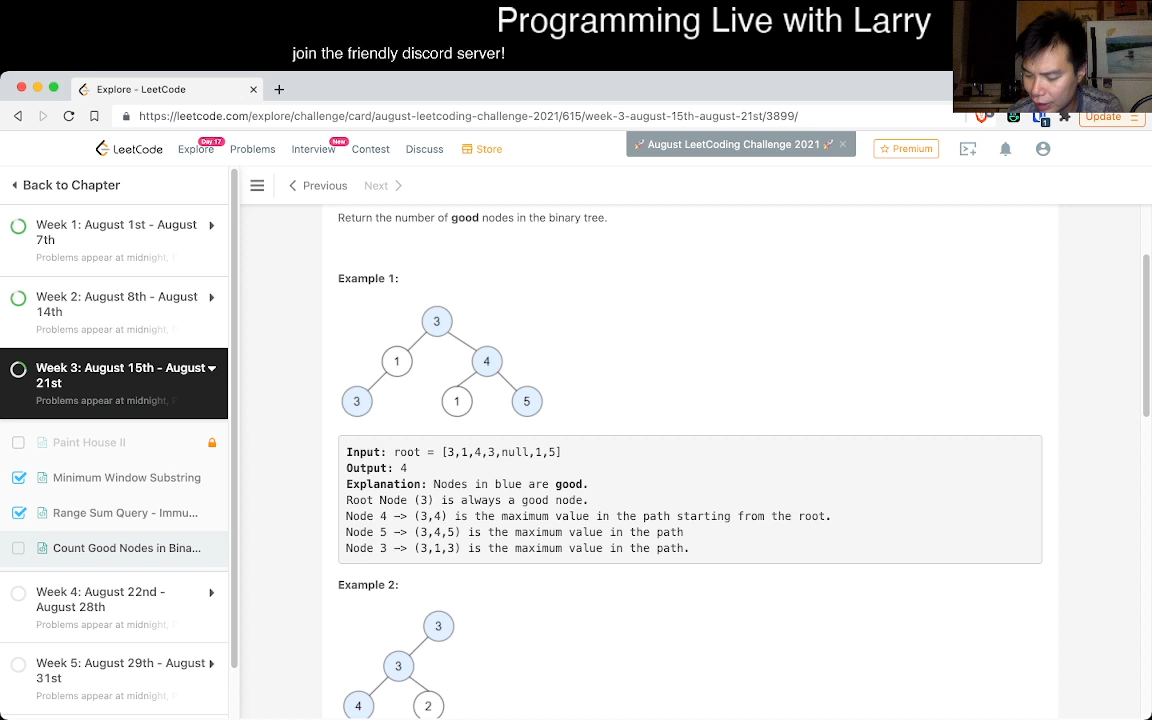 Programming Live with Larry
join the friendly discord server!
Explore - LeetCode
https://leetcode.com/explore/challenge/card/august-leetcoding-challenge-2021/615/week-3-august-15th-august-21st/3899/
1
Update
LeetCode
Explore
Day 17
Problems
Interview
New
Contest
Discuss
Store
August LeetCoding Challenge 2021
Premium
Back to Chapter
Previous
Next
Week 1: August 1st - August
7th
Problems appear at midnight,
Week 2: August 8th - August
14th
Problems appear at midnight,
Week 3: August 15th - August
21st
Problems appear at midnight,
Paint House II
Minimum Window Substring
Range Sum Query - Immu...
Count Good Nodes in Bina...
Week 4: August 22nd -
August 28th
Problems appear at midnight,
Week 5: August 29th - August
31st
Problems appear at midnight,
Return the number of good nodes in the binary tree.
Example 1:
3
1 4
3 1 5
Input: root = [3,1,4,3,null,1,5]
Output: 4
Explanation: Nodes in blue are good.
Root Node (3) is always a good node.
Node 4 -> (3,4) is the maximum value in the path starting from the root.
Node 5 -> (3,4,5) is the maximum value in the path
Node 3 -> (3,1,3) is the maximum value in the path.
Example 2:
3
3
4 2